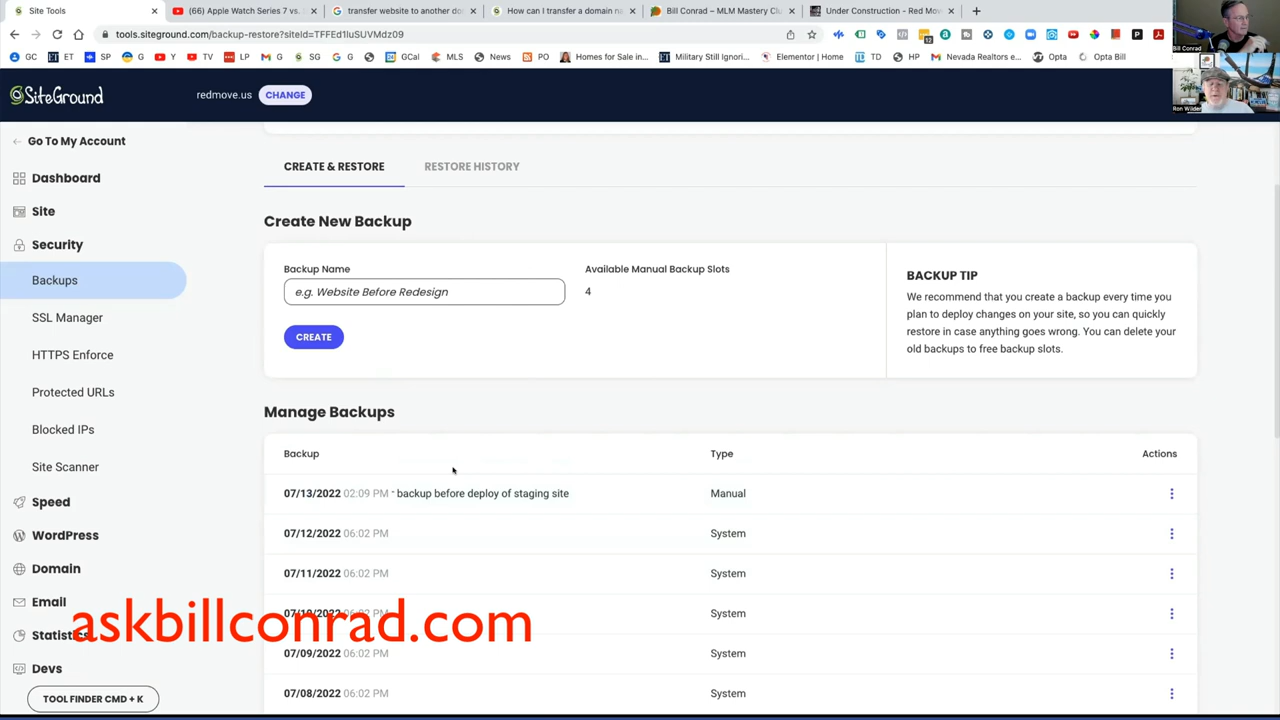 Site Tools
(66) Apple Watch Series 7 vs.
transfer website to another do
How can I transfer a domain na
Bill Conrad – MLM Mastery Clu
Under Construction - Red Mov
tools.siteground.com/backup-restore?siteId=TFFEd1luSUVMdz09
GC
ET
SP
G
Y
TV
LP
G
SG
G
GCal
MLS
News
PO
Homes for Sale in...
Military Still Ignori...
Elementor | Home
TD
HP
Nevada Realtors e...
Opta
Opta Bill
Bill Conrad
Ron Wilder
SiteGround
redmove.us CHANGE
Go To My Account
Dashboard
Site
Security
Backups
SSL Manager
HTTPS Enforce
Protected URLs
Blocked IPs
Site Scanner
Speed
WordPress
Domain
Email
Devs
TOOL FINDER CMD + K
CREATE & RESTORE
RESTORE HISTORY
Create New Backup
Backup Name
e.g. Website Before Redesign
CREATE
Available Manual Backup Slots
4
BACKUP TIP
We recommend that you create a backup every time you
plan to deploy changes on your site, so you can quickly
restore in case anything goes wrong. You can delete your
old backups to free backup slots.
Manage Backups
Backup Type Actions
07/13/2022 02:09 PM - backup before deploy of staging site Manual
07/12/2022 06:02 PM System
07/11/2022 06:02 PM System
System
07/09/2022 06:02 PM System
07/08/2022 06:02 PM System
askbillconrad.com